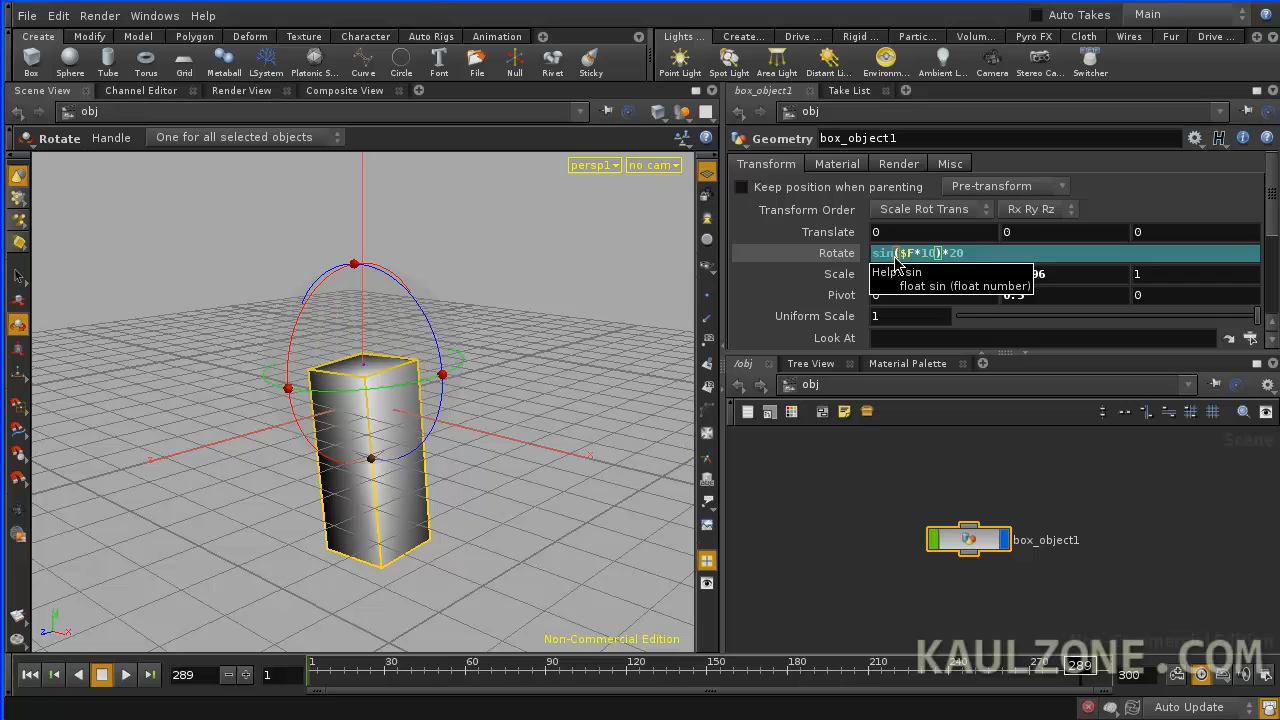 File Edit Render Windows Help Auto Takes Main
Create Modify Model Polygon Deform Texture Character Auto Rigs Animation Lights ... Create... Drive ... Rigid ... Partic... Volum... Pyro FX Cloth Wires Fur Drive ...
Box Sphere Tube Torus Grid Metaball LSystem Platonic S... Curve Circle Font File Null Rivet Sticky Point Light Spot Light Area Light Distant Li... Environm... Ambient L... Camera Stereo Ca... Switcher
Scene View Channel Editor Render View Composite View box_object1 Take List
obj obj
Rotate Handle One for all selected objects Geometry box_object1
persp1 no cam Transform Material Render Misc
Keep position when parenting Pre-transform
Transform Order Scale Rot Trans Rx Ry Rz
Translate 0 0 0
Rotate sin($F*10)*20
Scale 96 1
Help: sin
float sin (float number)
Pivot 0 0.5 0
Uniform Scale 1
Look At
/obj Tree View Material Palette
obj
Scene
box_object1
z x
y
z x
Non-Commercial Edition
KAULZONE.COM
289 1 1 30 60 90 120 150 180 210 240 270 289 300
Auto Update